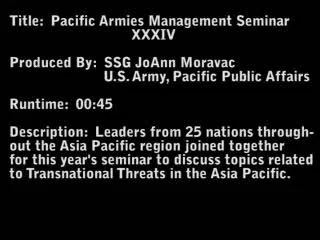 Title: Pacific Armies Management Seminar
XXXIV
Produced By: SSG JoAnn Moravac
U.S. Army, Pacific Public Affairs
Runtime: 00:45
Description: Leaders from 25 nations through-
out the Asia Pacific region joined together
for this year's seminar to discuss topics related
to Transnational Threats in the Asia Pacific.